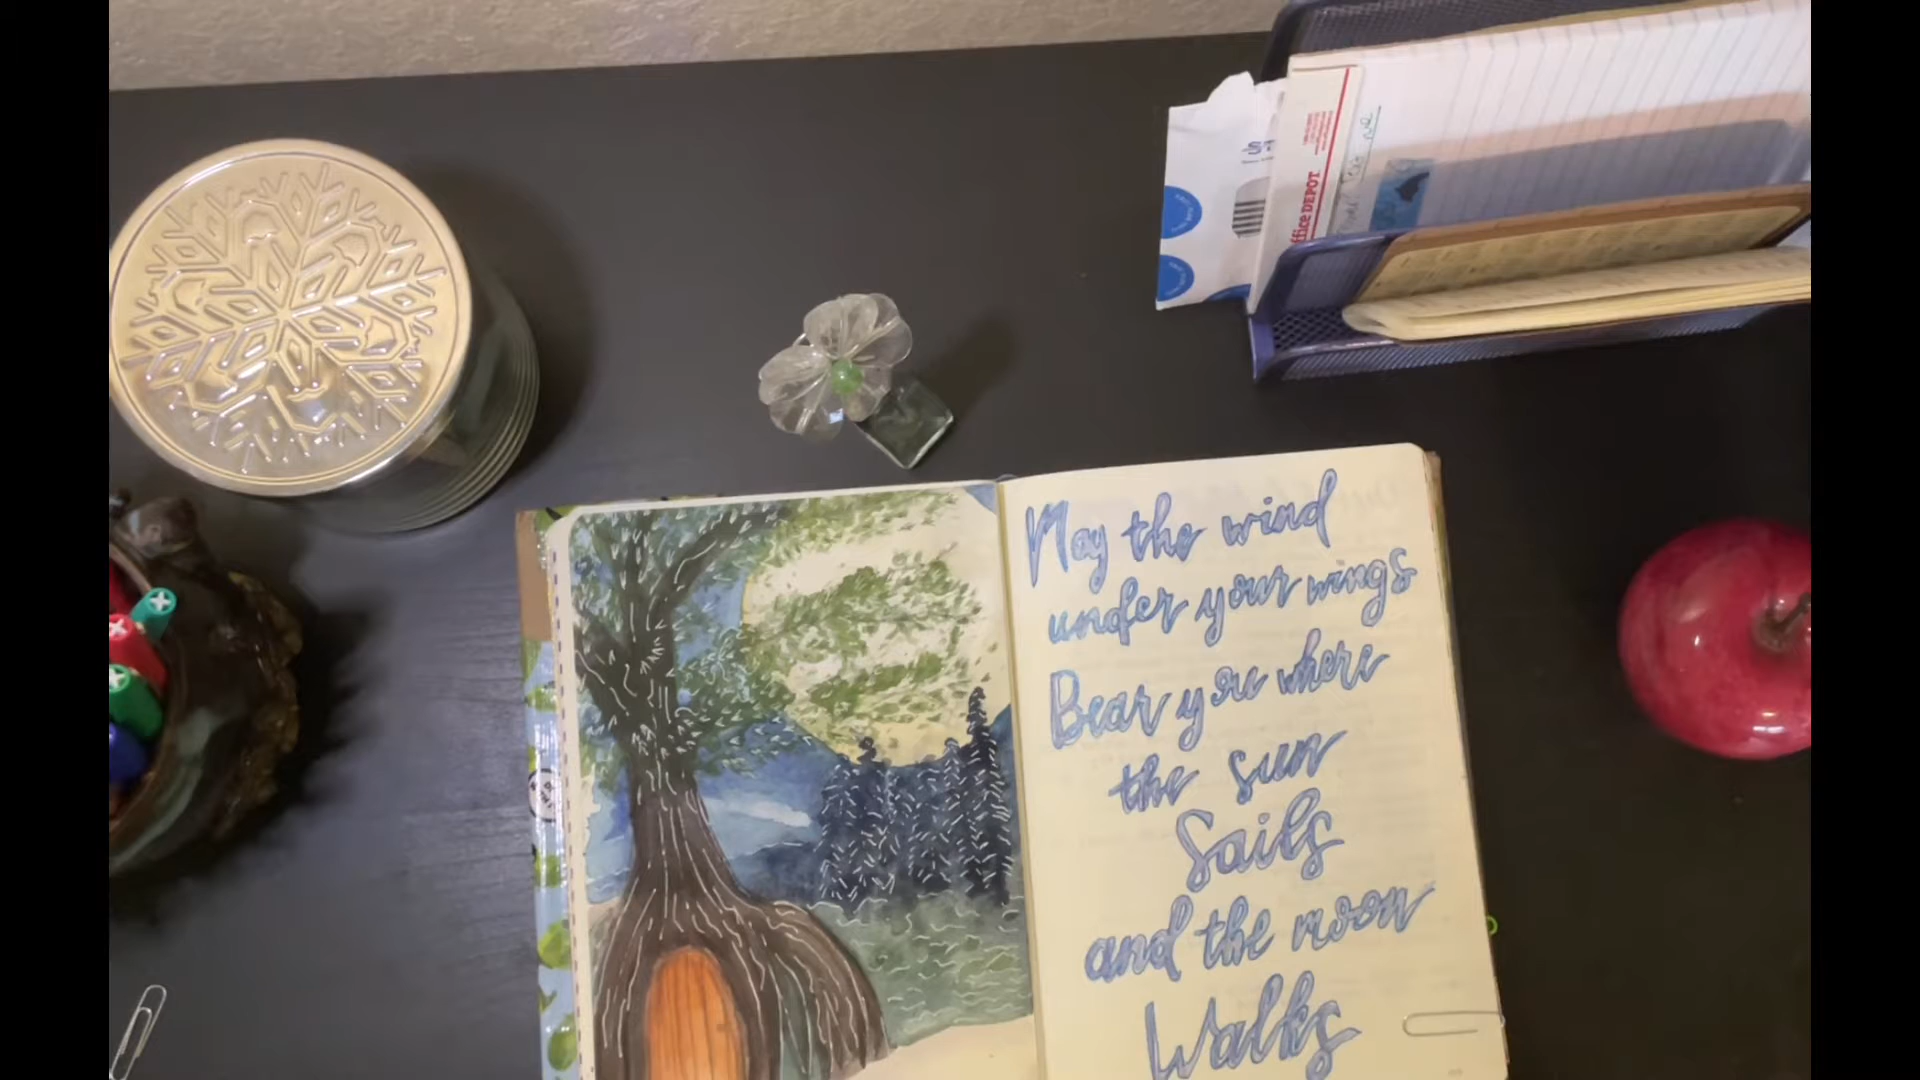 May the wind
under your wings
Bear you where
the sun
Sails
and the moon
Walks
Office DEPOT